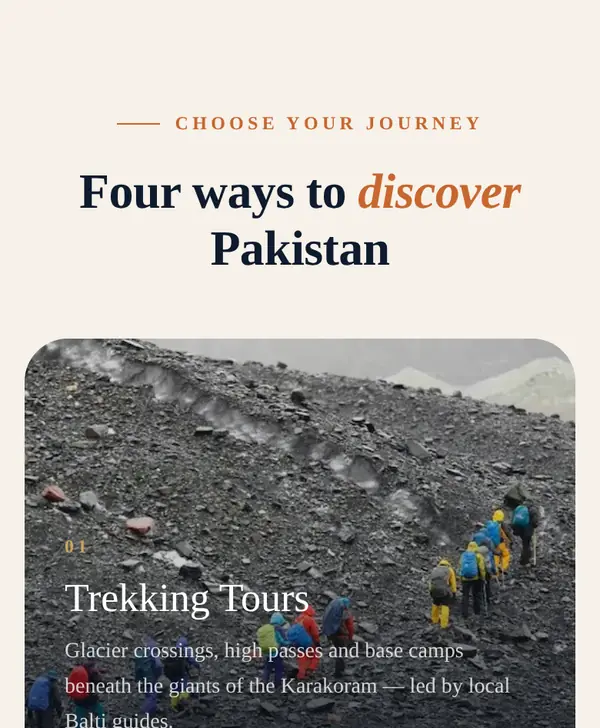 CHOOSE YOUR JOURNEY
Four ways to discover
Pakistan
01
Trekking Tours
Glacier crossings, high passes and base camps
beneath the giants of the Karakoram — led by local
Balti guides.